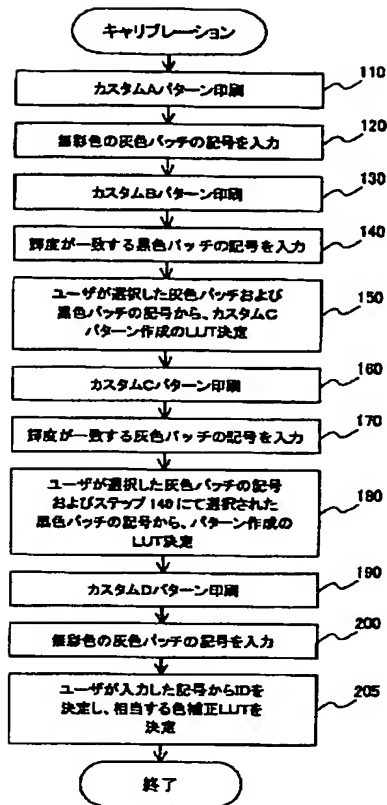 キャリブレーション
カスタムAパターン印刷
110
無彩色の灰色パッチの記号を入力
120
カスタムBパターン印刷
130
輝度が一致する黒色パッチの記号を入力
140
ユーザが選択した灰色パッチおよび
黒色パッチの記号から、カスタムC
パターン作成のLUT決定
150
カスタムCパターン印刷
160
輝度が一致する灰色パッチの記号を入力
170
ユーザが選択した灰色パッチの記号
およびステップ140にて選択された
黒色パッチの記号から、パターン作成の
LUT決定
180
カスタムDパターン印刷
190
無彩色の灰色パッチの記号を入力
200
ユーザが入力した記号からIDを
決定し、相当する色補正LUTを
決定
205
終了